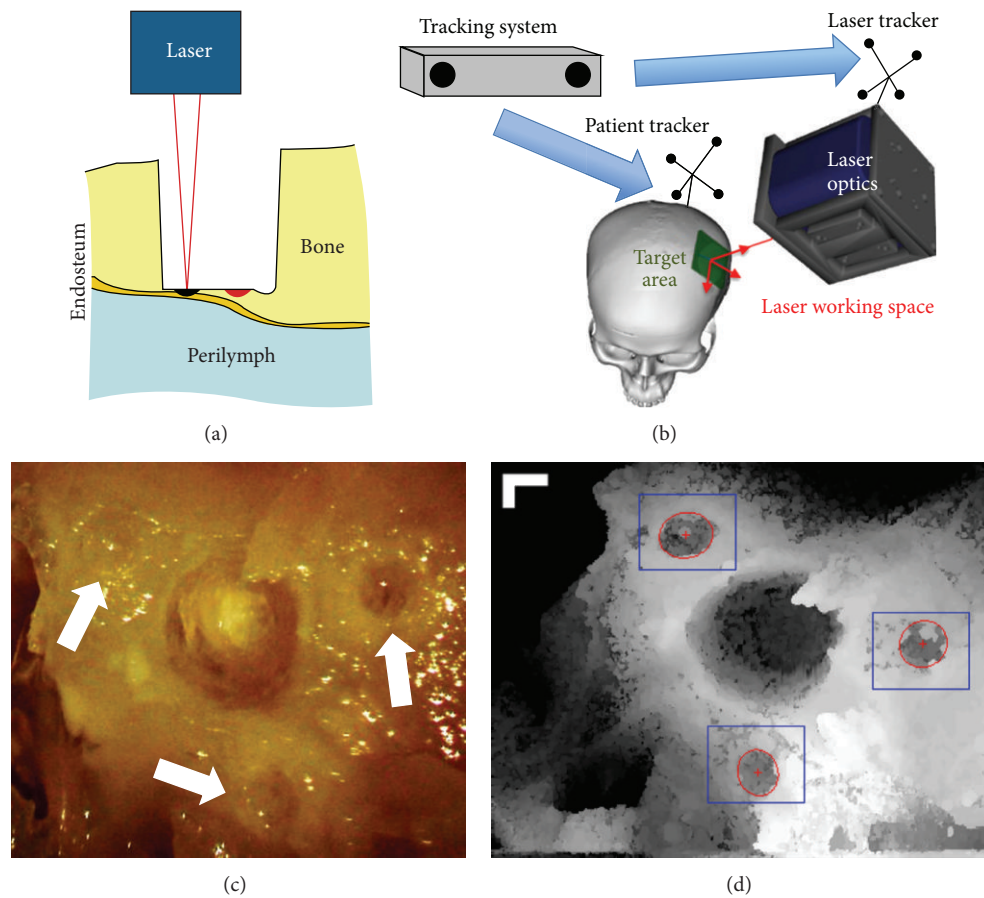 Laser
Endosteum
Bone
Perilymph
(a)
Tracking system
Laser tracker
Patient tracker
Laser
optics
Target
area
Laser working space
(b)
(c)
(d)